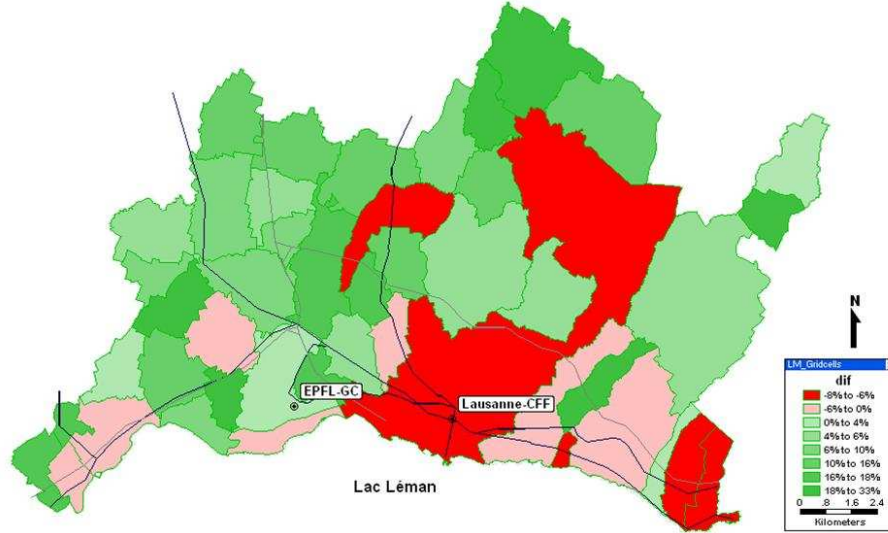 EPFL-GC
Lausanne-CFF
Lac Léman
N
LM_Gridcells
dif
-8% to -6%
-6% to 0%
0% to 4%
4% to 6%
6% to 10%
10% to 16%
16% to 18%
18% to 33%
0 .8 1.6 2.4
Kilometers